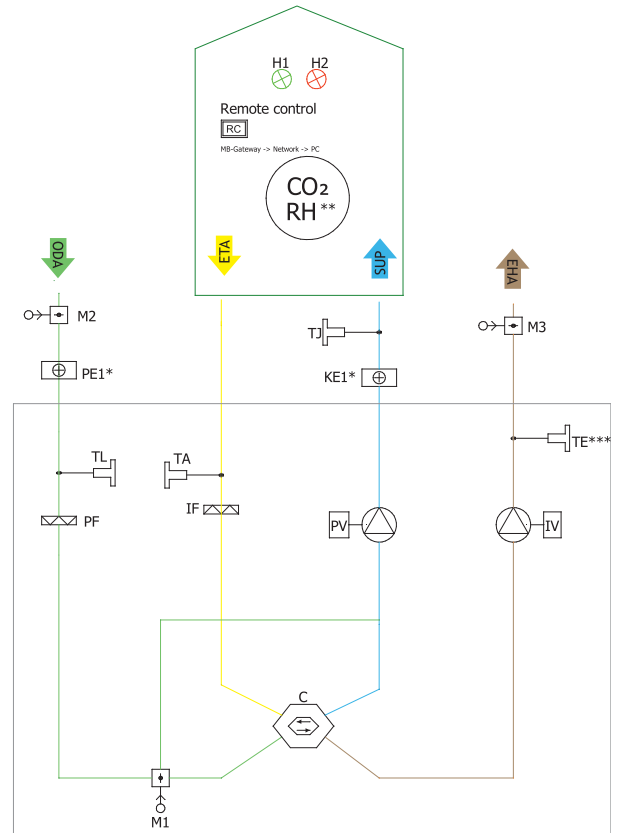 H1 H2
Remote control
RC
MB-Gateway -> Network -> PC
CO₂
RH**
ODA
ETA
SUP
EHA
M2
TJ
M3
PE1*
KE1*
TL
TA
TE***
IF
PF
PV
IV
C
M1